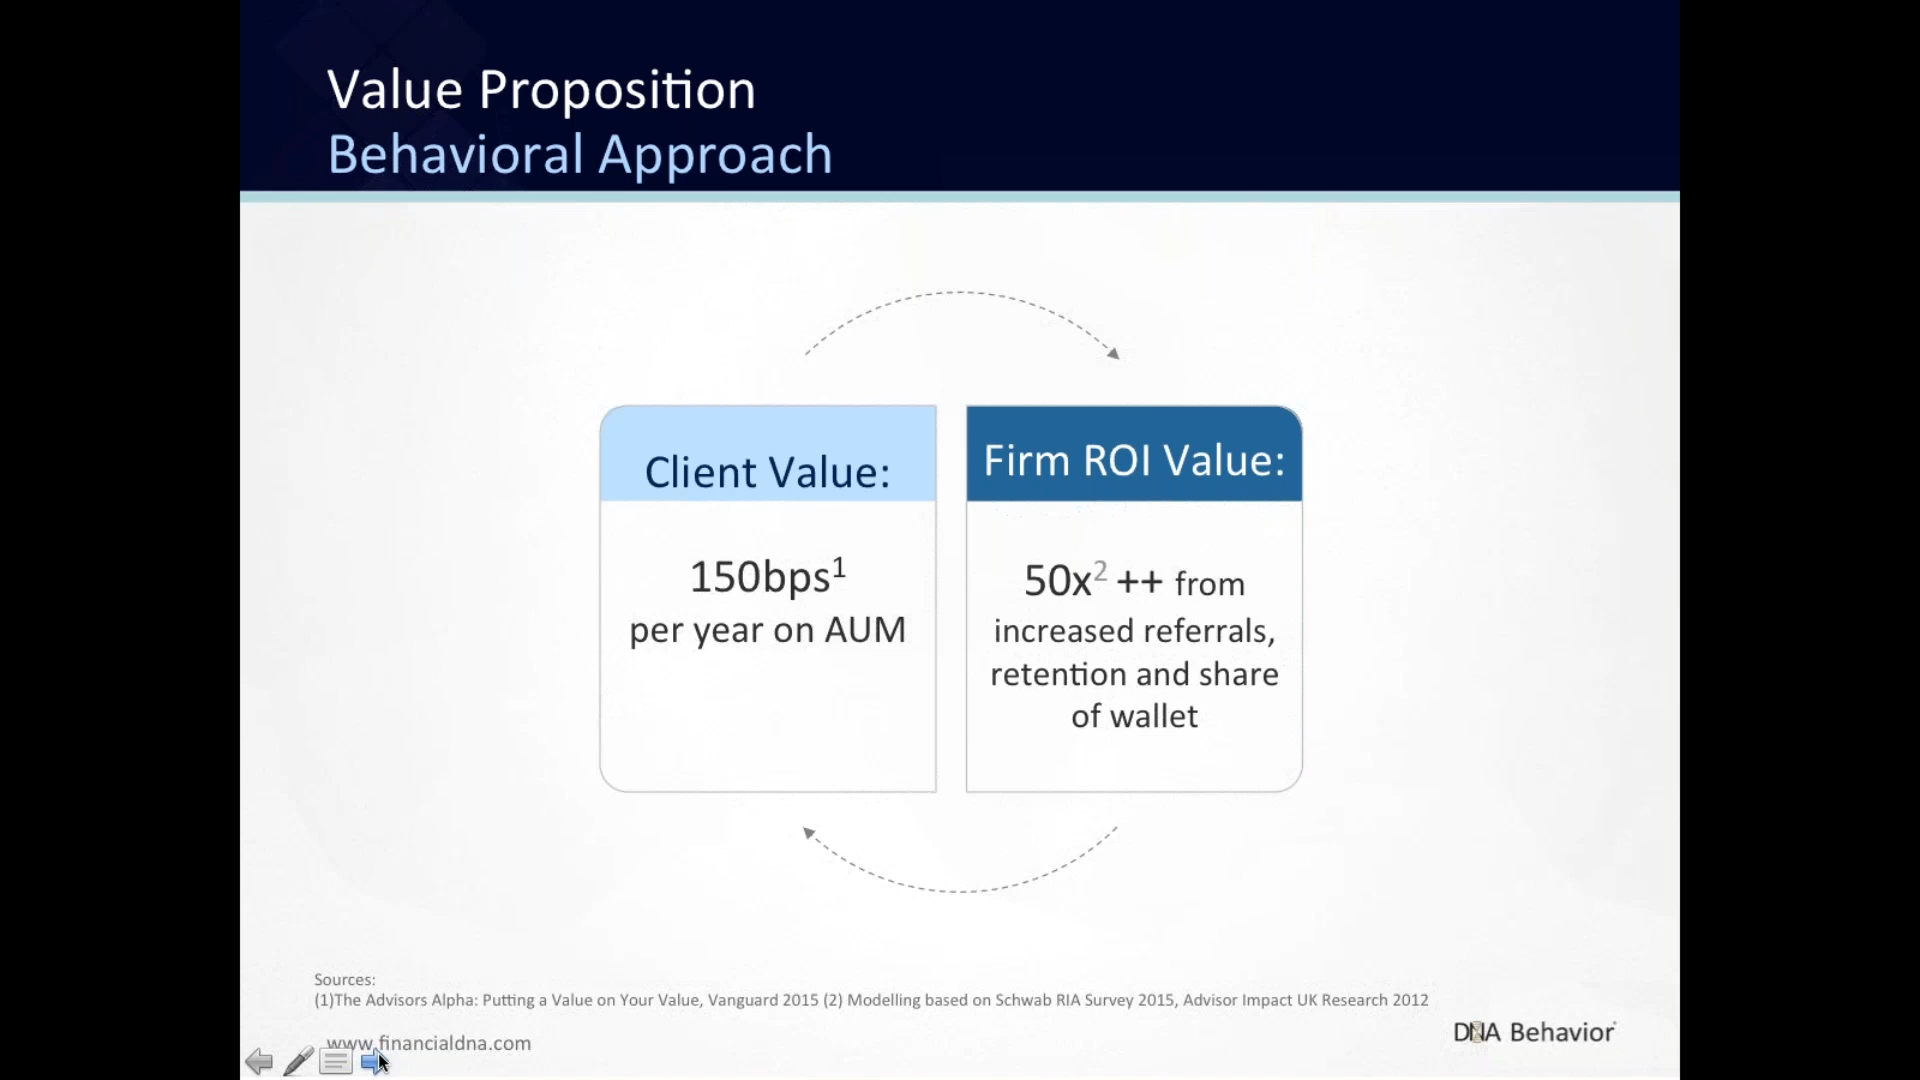 Value Proposition
Behavioral Approach
Client Value:
150bps¹
per year on AUM
Firm ROI Value:
50x² ++ from
increased referrals,
retention and share
of wallet
Sources:
(1)The Advisors Alpha: Putting a Value on Your Value, Vanguard 2015 (2) Modelling based on Schwab RIA Survey 2015, Advisor Impact UK Research 2012
www.financialdna.com
DNA Behavior